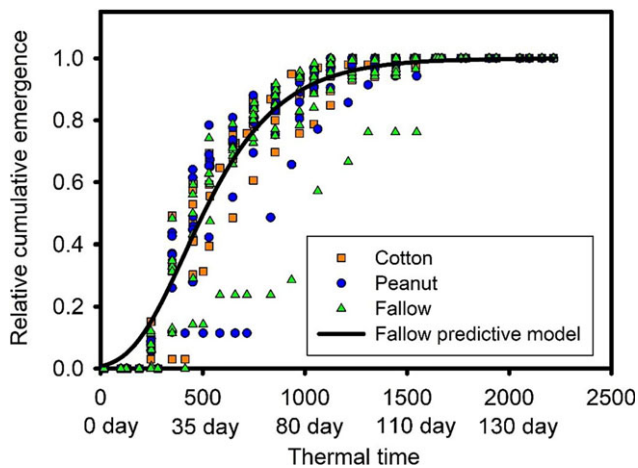 Relative cumulative emergence
1.0
0.8
0.6
0.4
0.2
0.0
Cotton
Peanut
Fallow
Fallow predictive model
0 500 1000 1500 2000 2500
0 day 35 day 80 day 110 day 130 day
Thermal time